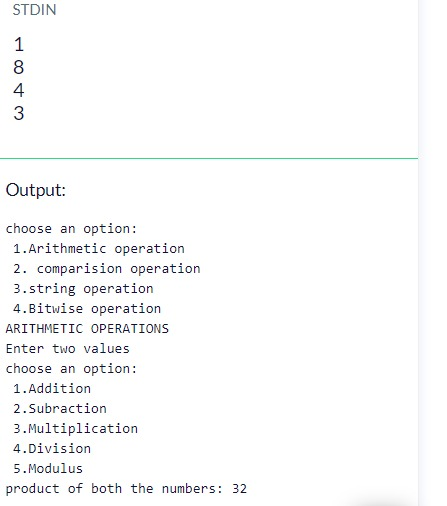 STDIN
1
8
4
3
Output:
choose an option:
1.Arithmetic operation
2. comparision operation
3.string operation
4.Bitwise operation
ARITHMETIC OPERATIONS
Enter two values
choose an option:
1.Addition
2.Subraction
3.Multiplication
4.Division
5.Modulus
product of both the numbers: 32